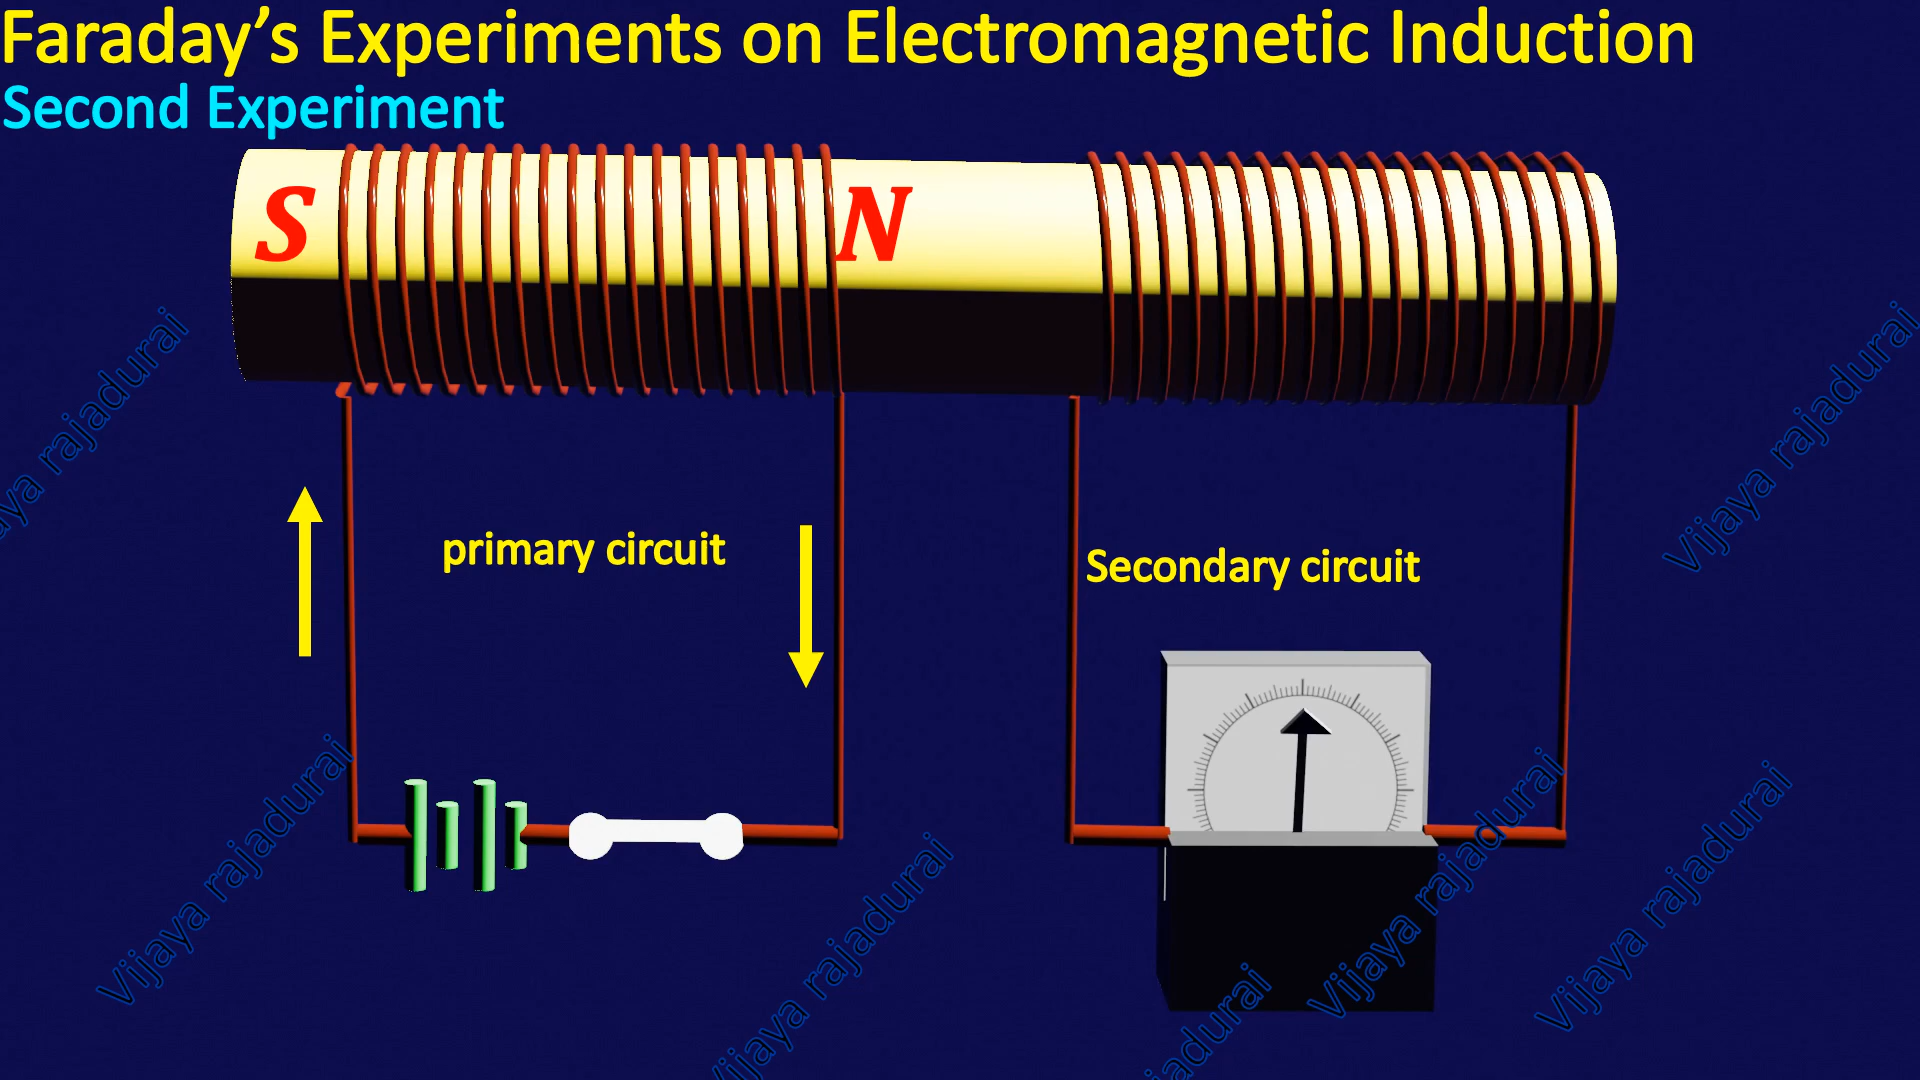 Faraday’s Experiments on Electromagnetic Induction
Second Experiment
S N
primary circuit
Secondary circuit
Vijaya rajadurai
Vijaya rajadurai
Vijaya rajadurai
Vijaya rajadurai
Vijaya rajadurai
Vijaya rajadurai
rajadurai